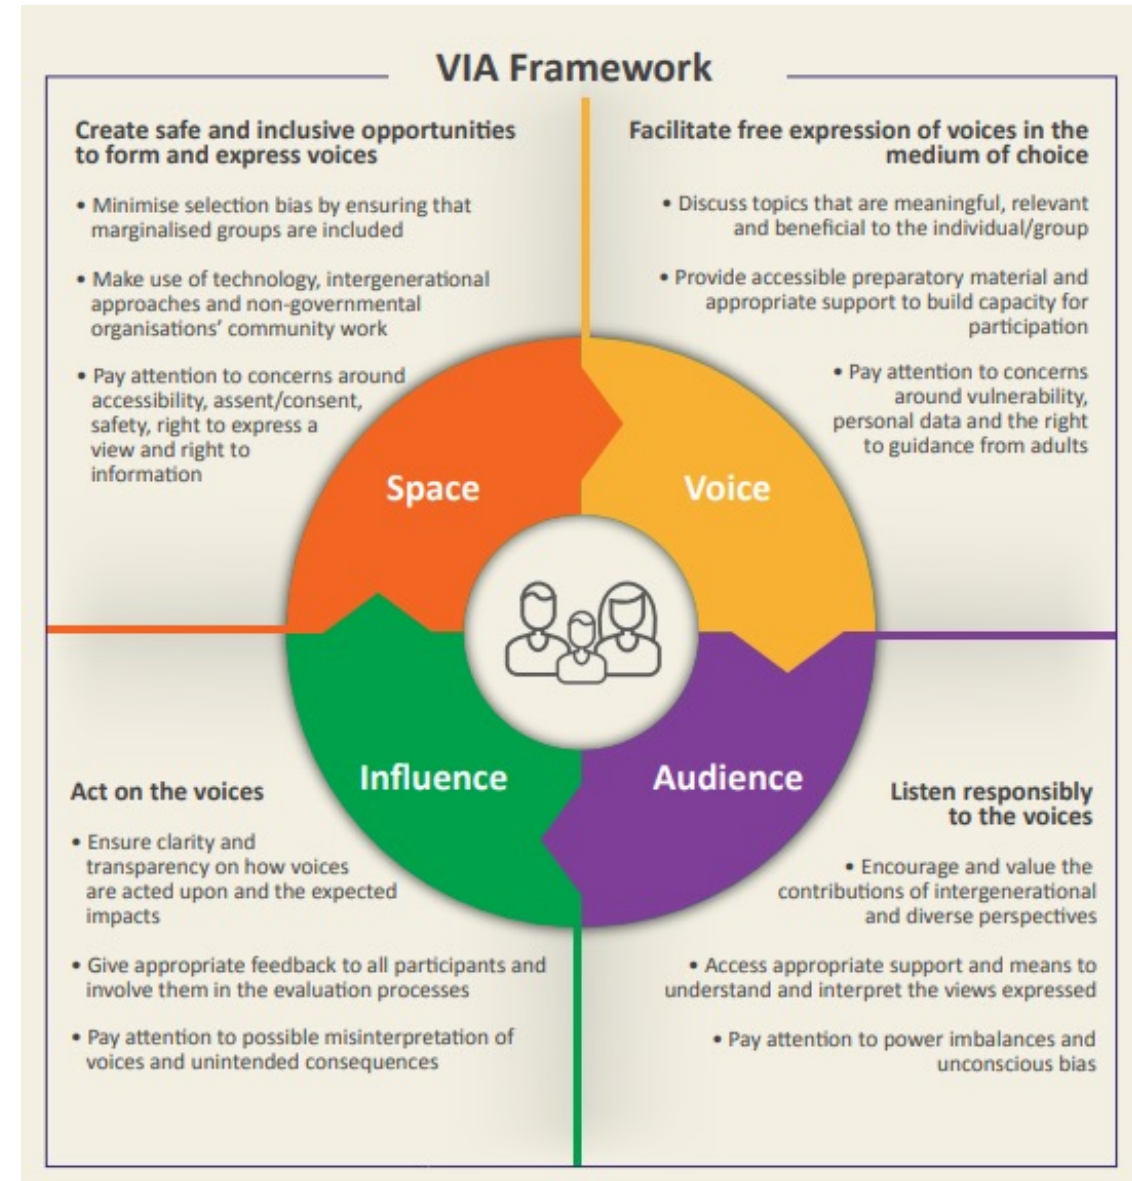 VIA Framework
Create safe and inclusive opportunities
to form and express voices
• Minimise selection bias by ensuring that
marginalised groups are included
• Make use of technology, intergenerational
approaches and non-governmental
organisations’ community work
• Pay attention to concerns around
accessibility, assent/consent,
safety, right to express a
view and right to
information
Facilitate free expression of voices in the
medium of choice
• Discuss topics that are meaningful, relevant
and beneficial to the individual/group
• Provide accessible preparatory material and
appropriate support to build capacity for
participation
• Pay attention to concerns
around vulnerability,
personal data and the right
to guidance from adults
Space
Voice
Influence
Audience
Act on the voices
• Ensure clarity and
transparency on how voices
are acted upon and the expected
impacts
• Give appropriate feedback to all participants and
involve them in the evaluation processes
• Pay attention to possible misinterpretation of
voices and unintended consequences
Listen responsibly
to the voices
• Encourage and value the
contributions of intergenerational
and diverse perspectives
• Access appropriate support and means to
understand and interpret the views expressed
• Pay attention to power imbalances and
unconscious bias